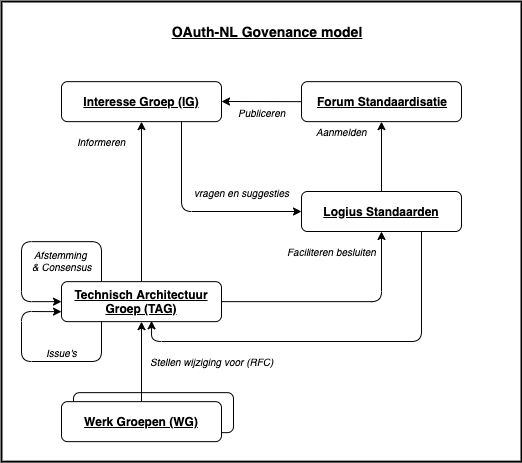 OAuth-NL Govenance model
Interesse Groep (IG)
Forum Standaardisatie
Publiceren
Informeren
Aanmelden
vragen en suggesties
Logius Standaarden
Faciliteren besluiten
Afstemming
& Consensus
Technisch Architectuur
Groep (TAG)
Issue's
Stellen wijziging voor (RFC)
Werk Groepen (WG)